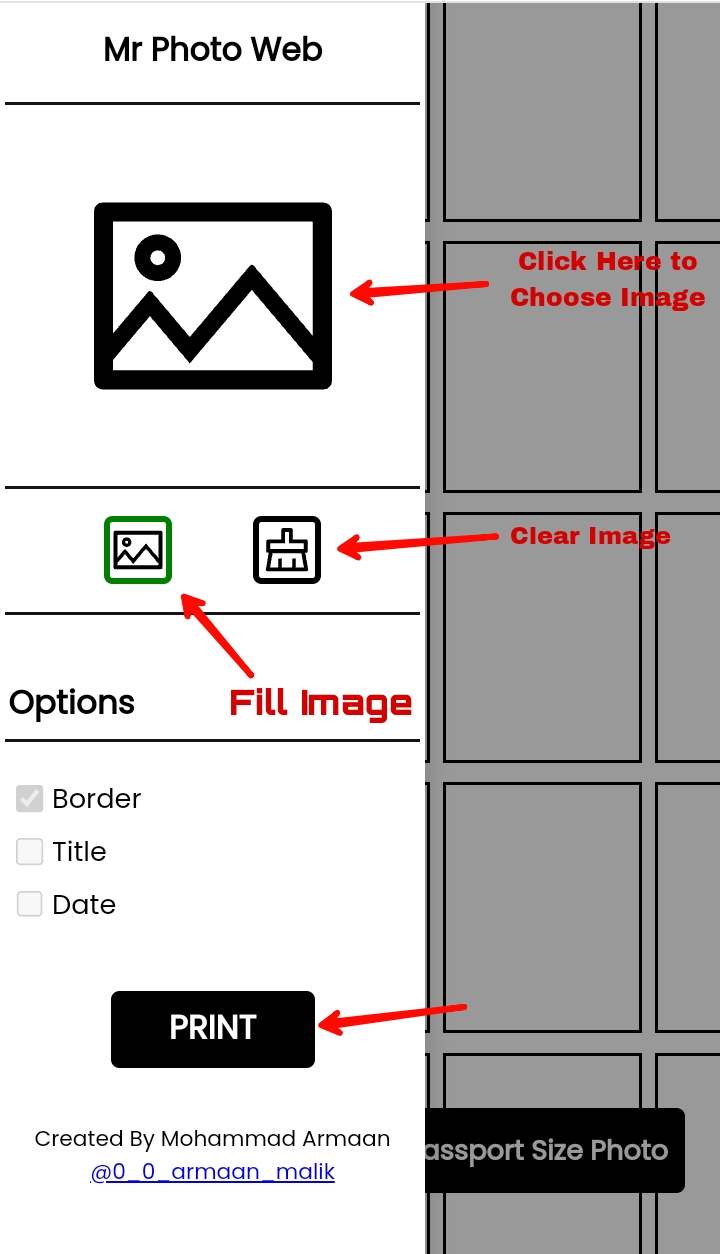 Mr Photo Web
Click Here to
Choose Image
Clear Image
Options
Fill Image
Border
Title
Date
PRINT
assport Size Photo
Created By Mohammad Armaan
@0_0_armaan_malik